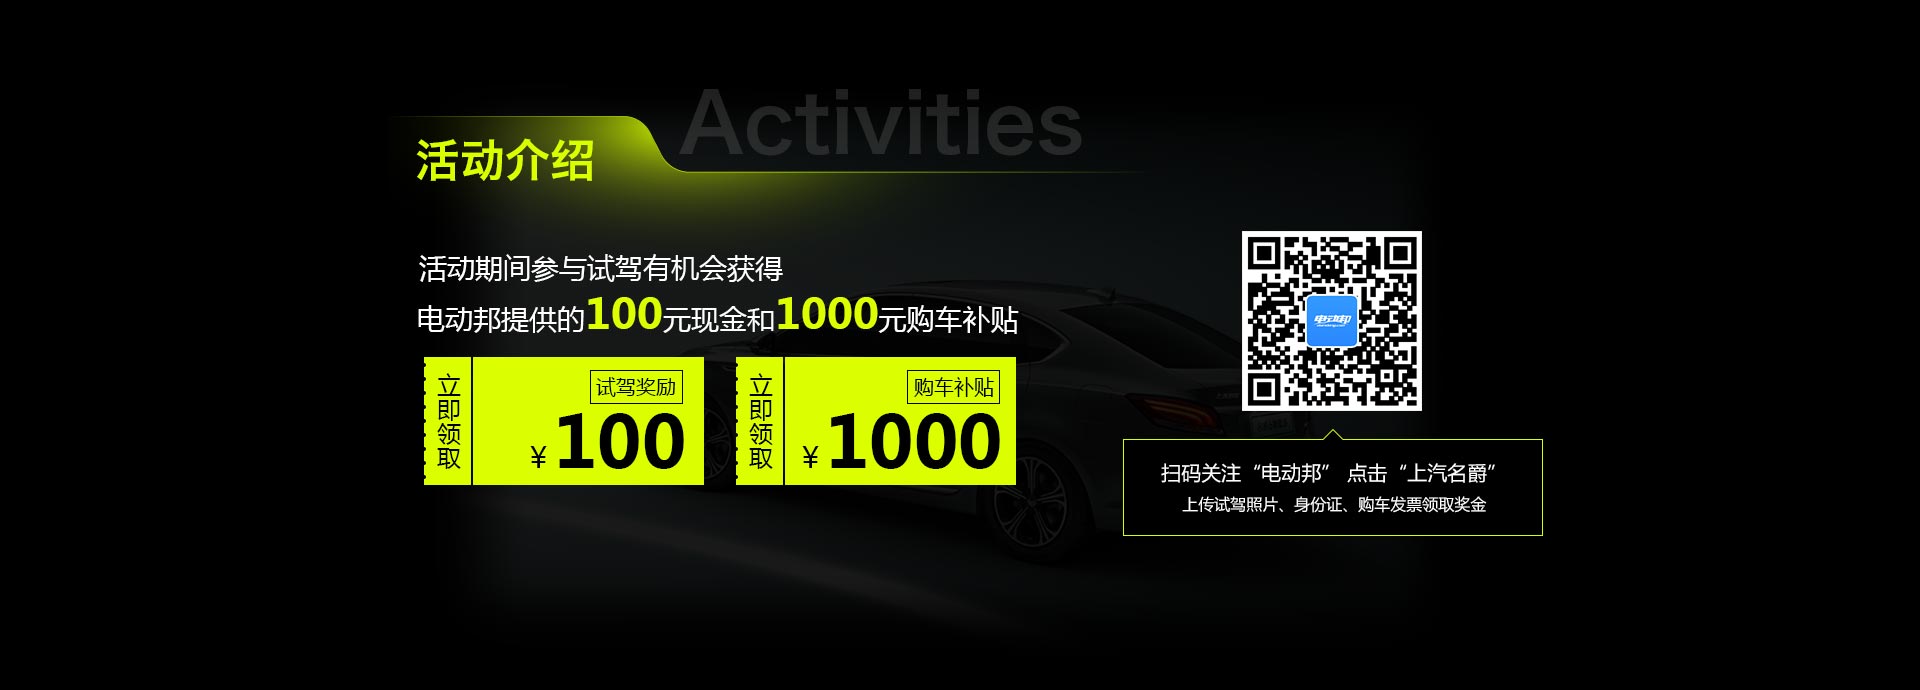 Activities
活动介绍
活动期间参与试驾有机会获得
电动邦提供的100元现金和1000元购车补贴
立即领取
试驾奖励
¥100
立即领取
购车补贴
¥1000
电动邦
扫码关注“电动邦” 点击“上汽名爵”
上传试驾照片、身份证、购车发票领取奖金